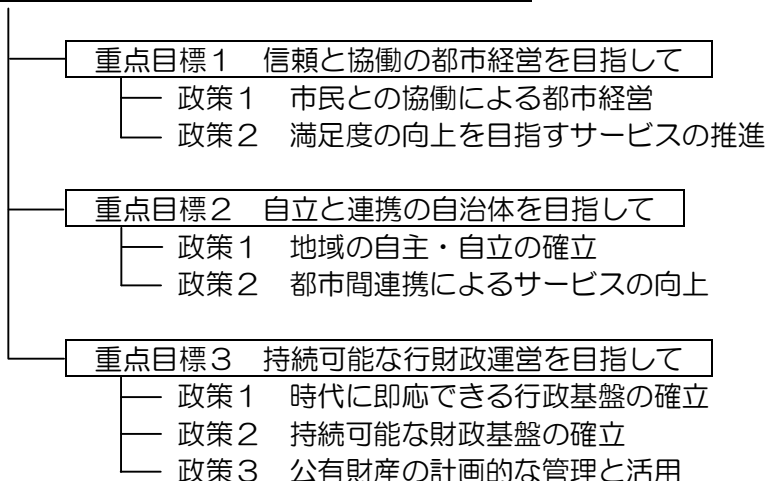 重点目標１　信頼と協働の都市経営を目指して
政策１　市民との協働による都市経営
政策２　満足度の向上を目指すサービスの推進
重点目標２　自立と連携の自治体を目指して
政策１　地域の自主・自立の確立
政策２　都市間連携によるサービスの向上
重点目標３　持続可能な行財政運営を目指して
政策１　時代に即応できる行政基盤の確立
政策２　持続可能な財政基盤の確立
政策３　公有財産の計画的な管理と活用